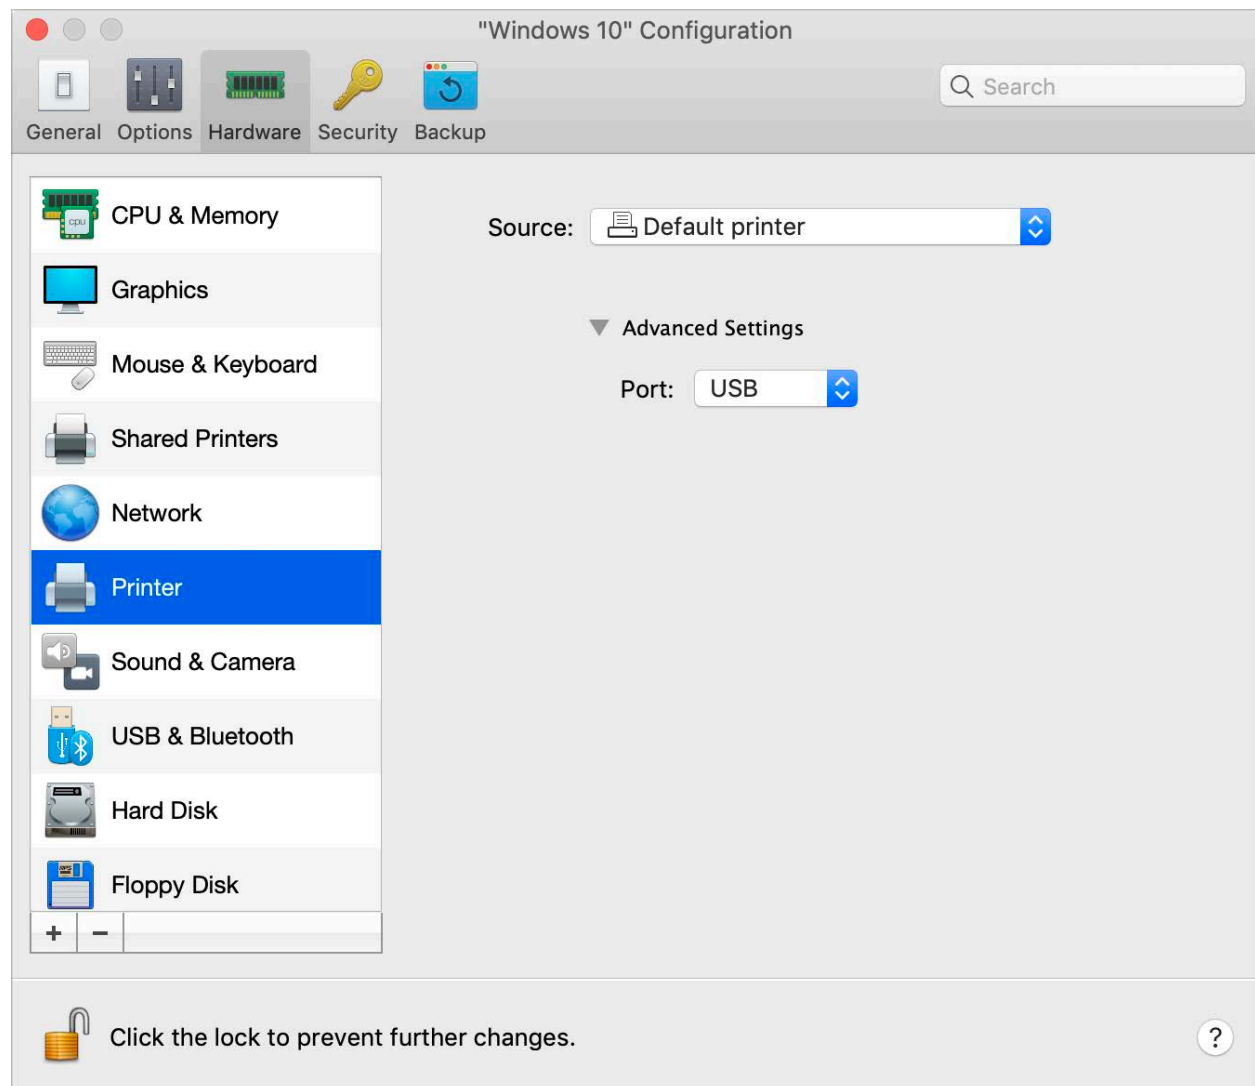 "Windows 10" Configuration
Search
General Options Hardware Security Backup
CPU & Memory
Graphics
Mouse & Keyboard
Shared Printers
Network
Printer
Sound & Camera
USB & Bluetooth
Hard Disk
Floppy Disk
+ −
Source: Default printer
Advanced Settings
Port: USB
Click the lock to prevent further changes.
?